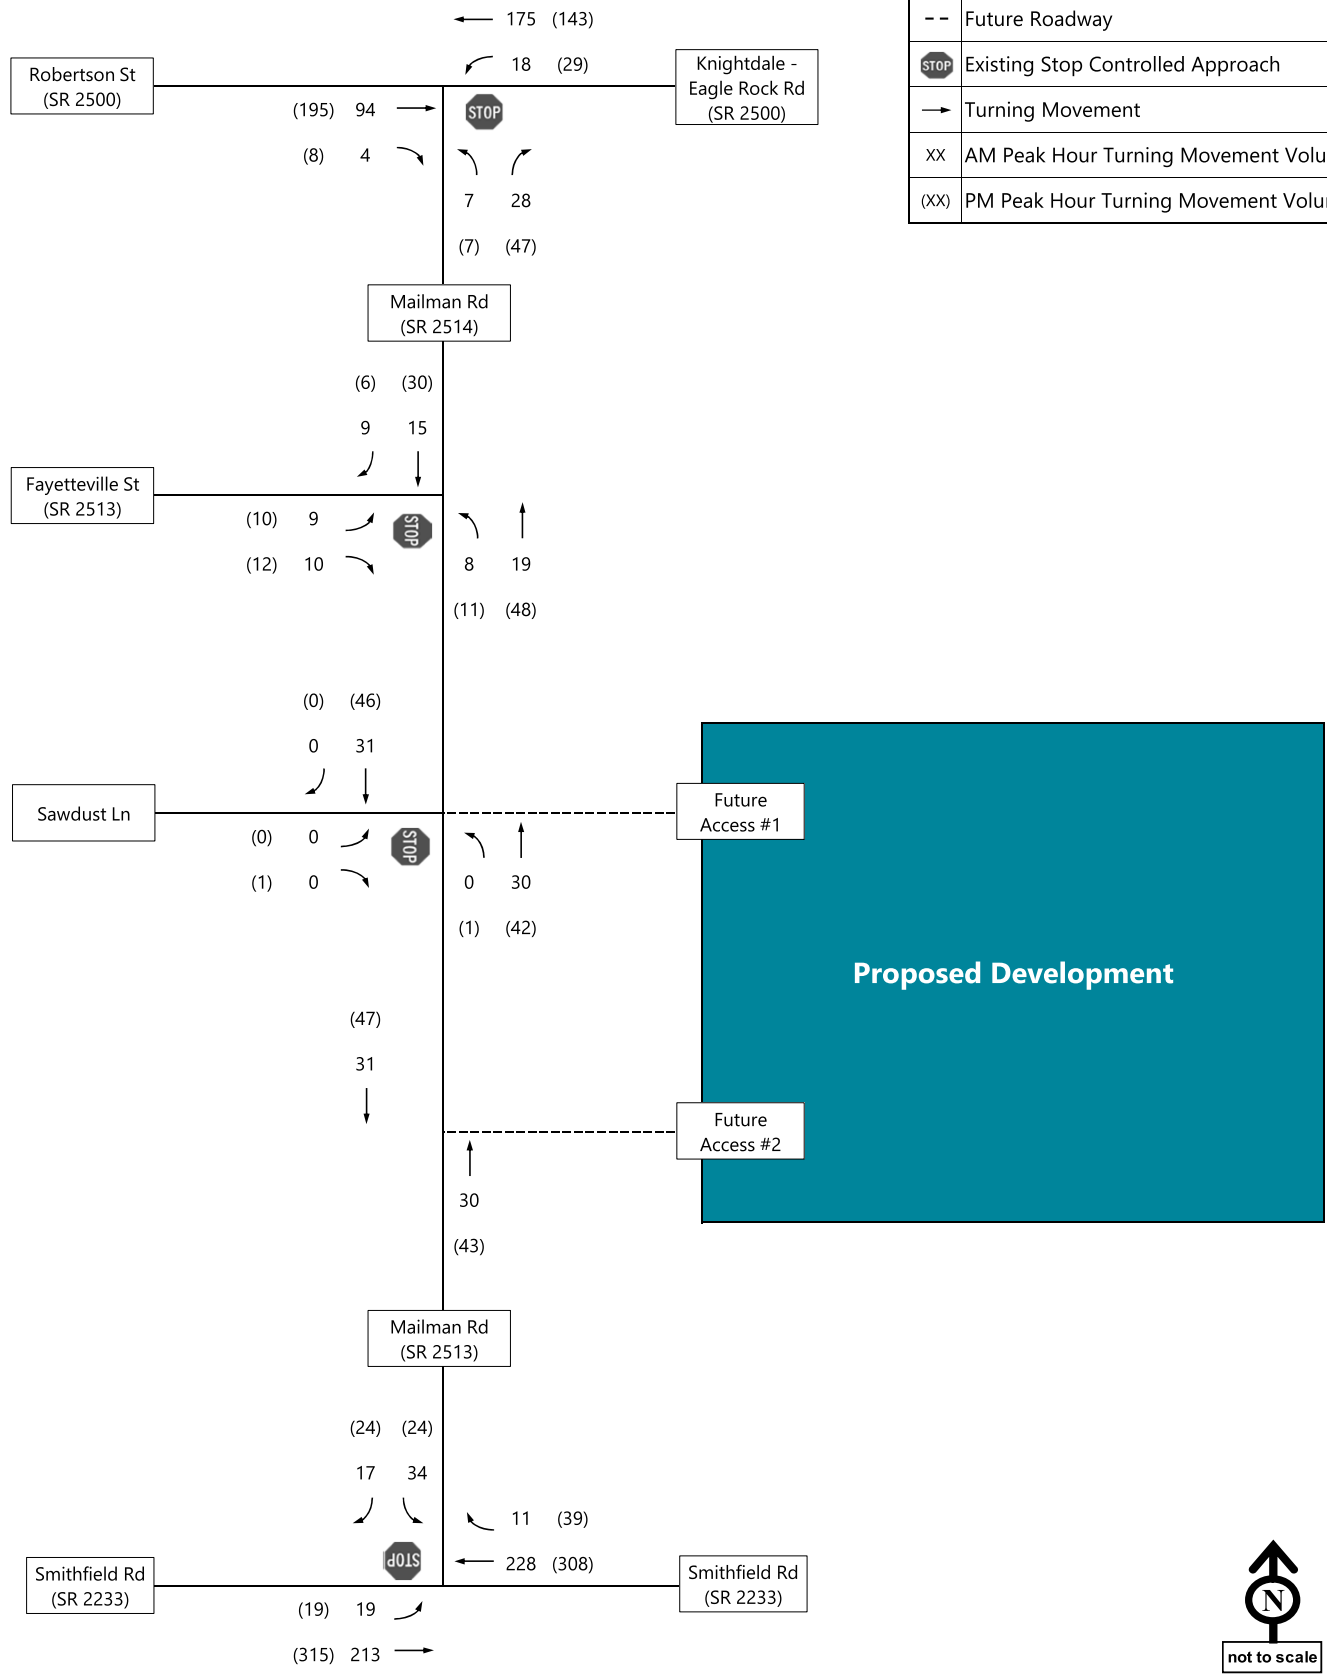 175 (143)
-- Future Roadway
18 (29)
Robertson St
(SR 2500)
Knightdale -
Eagle Rock Rd
(SR 2500)
STOP Existing Stop Controlled Approach
(195) 94
STOP
Turning Movement
(8) 4
XX AM Peak Hour Turning Movement Volu
7 28
(XX) PM Peak Hour Turning Movement Volu
(7) (47)
Mailman Rd
(SR 2514)
(6) (30)
9 15
Fayetteville St
(SR 2513)
(10) 9
STOP
(12) 10
8 19
(11) (48)
(0) (46)
0 31
Sawdust Ln
Future
Access #1
(0) 0
STOP
(1) 0
0 30
(1) (42)
Proposed Development
(47)
31
Future
Access #2
30
(43)
Mailman Rd
(SR 2513)
(24) (24)
17 34
11 (39)
STOP
228 (308)
Smithfield Rd
(SR 2233)
Smithfield Rd
(SR 2233)
(19) 19
(315) 213
N
not to scale